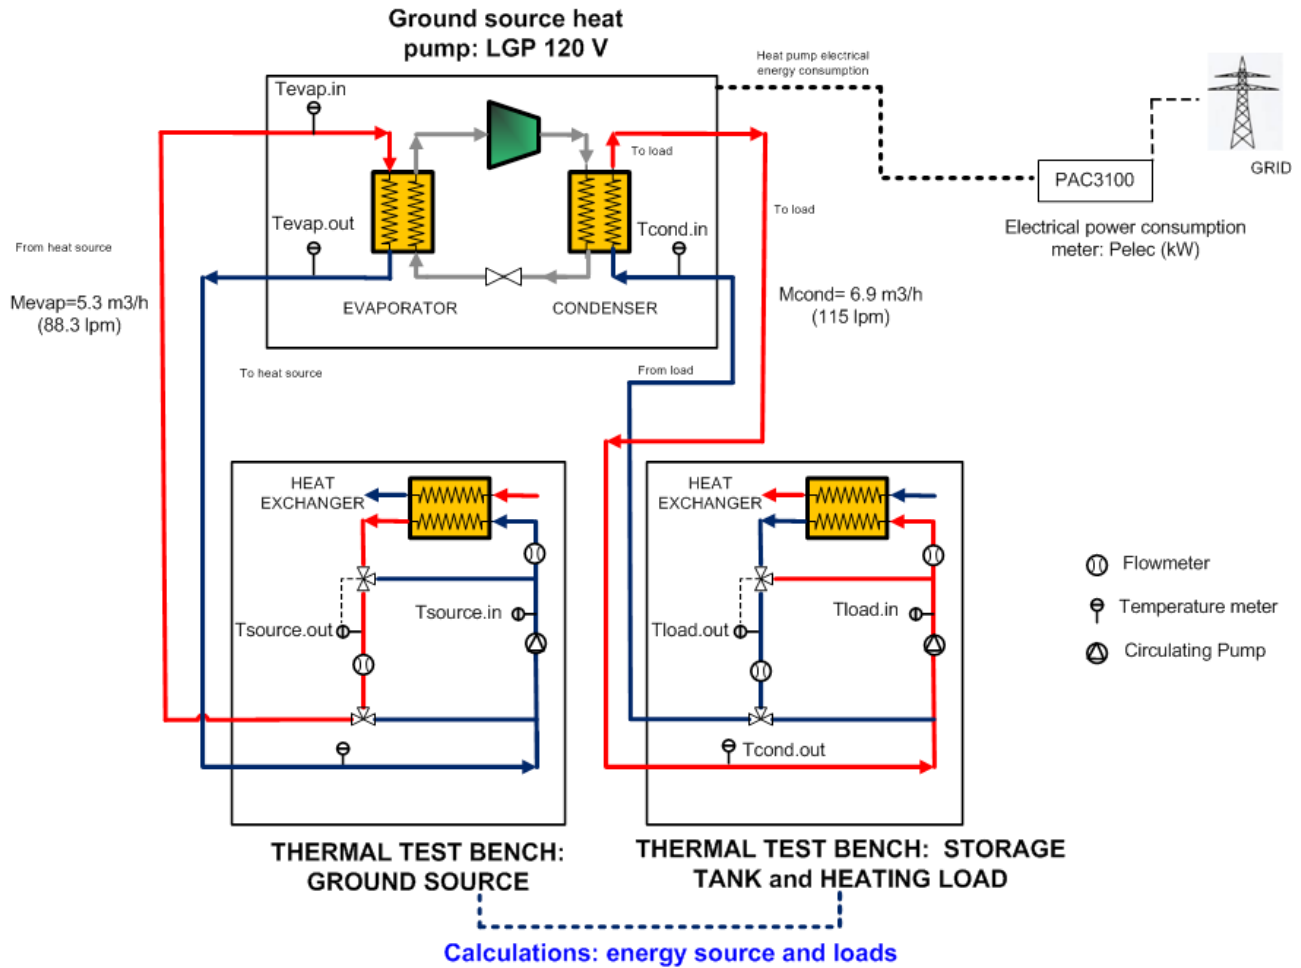 Ground source heat
pump: LGP 120 V
Heat pump electrical
energy consumption
Tevap.in
To load
GRID
PAC3100
To load
Tevap.out
Tcond.in
Electrical power consumption
meter: Pelec (kW)
From heat source
Mevap=5.3 m3/h
(88.3 lpm)
EVAPORATOR
CONDENSER
Mcond= 6.9 m3/h
(115 lpm)
To heat source
From load
HEAT
EXCHANGER
HEAT
EXCHANGER
Flowmeter
Tsource.in
Tsource.out
Tload.in
Tload.out
Temperature meter
Circulating Pump
Tcond.out
THERMAL TEST BENCH:
GROUND SOURCE
THERMAL TEST BENCH:  STORAGE
TANK and HEATING LOAD
Calculations: energy source and loads